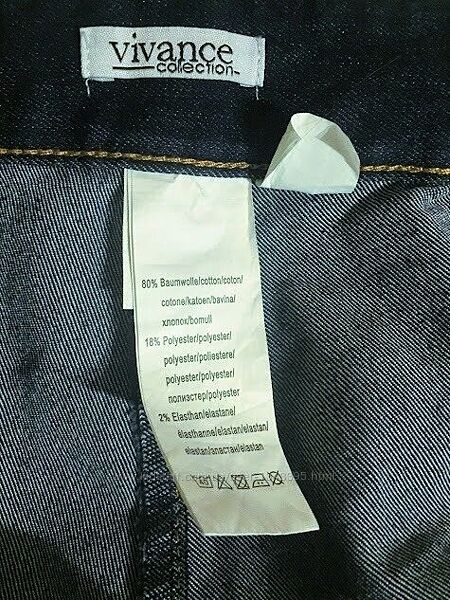 vivance
collection
80% Baumwolle/cotton/coton/
cotone/katoen/bavlna/
хлопок/bomull
18% Polyester/polyester/
polyester/poliestere/
polyester/polyester/
полиэстер/polyester
2% Elasthan/elastane/
élasthanne/elastan/elastan/
elastan/эластан/elastan